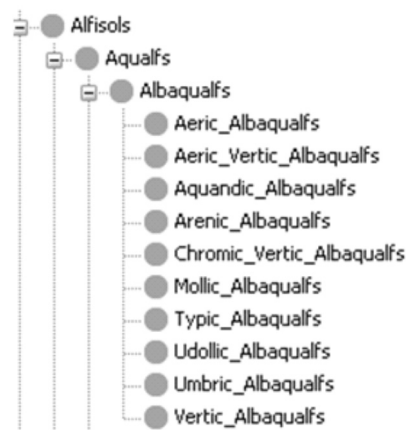 Alfisols
Aqualfs
Albaqualfs
Aeric_Albaqualfs
Aeric_Vertic_Albaqualfs
Aquandic_Albaqualfs
Arenic_Albaqualfs
Chromic_Vertic_Albaqualfs
Mollic_Albaqualfs
Typic_Albaqualfs
Udollic_Albaqualfs
Umbric_Albaqualfs
Vertic_Albaqualfs